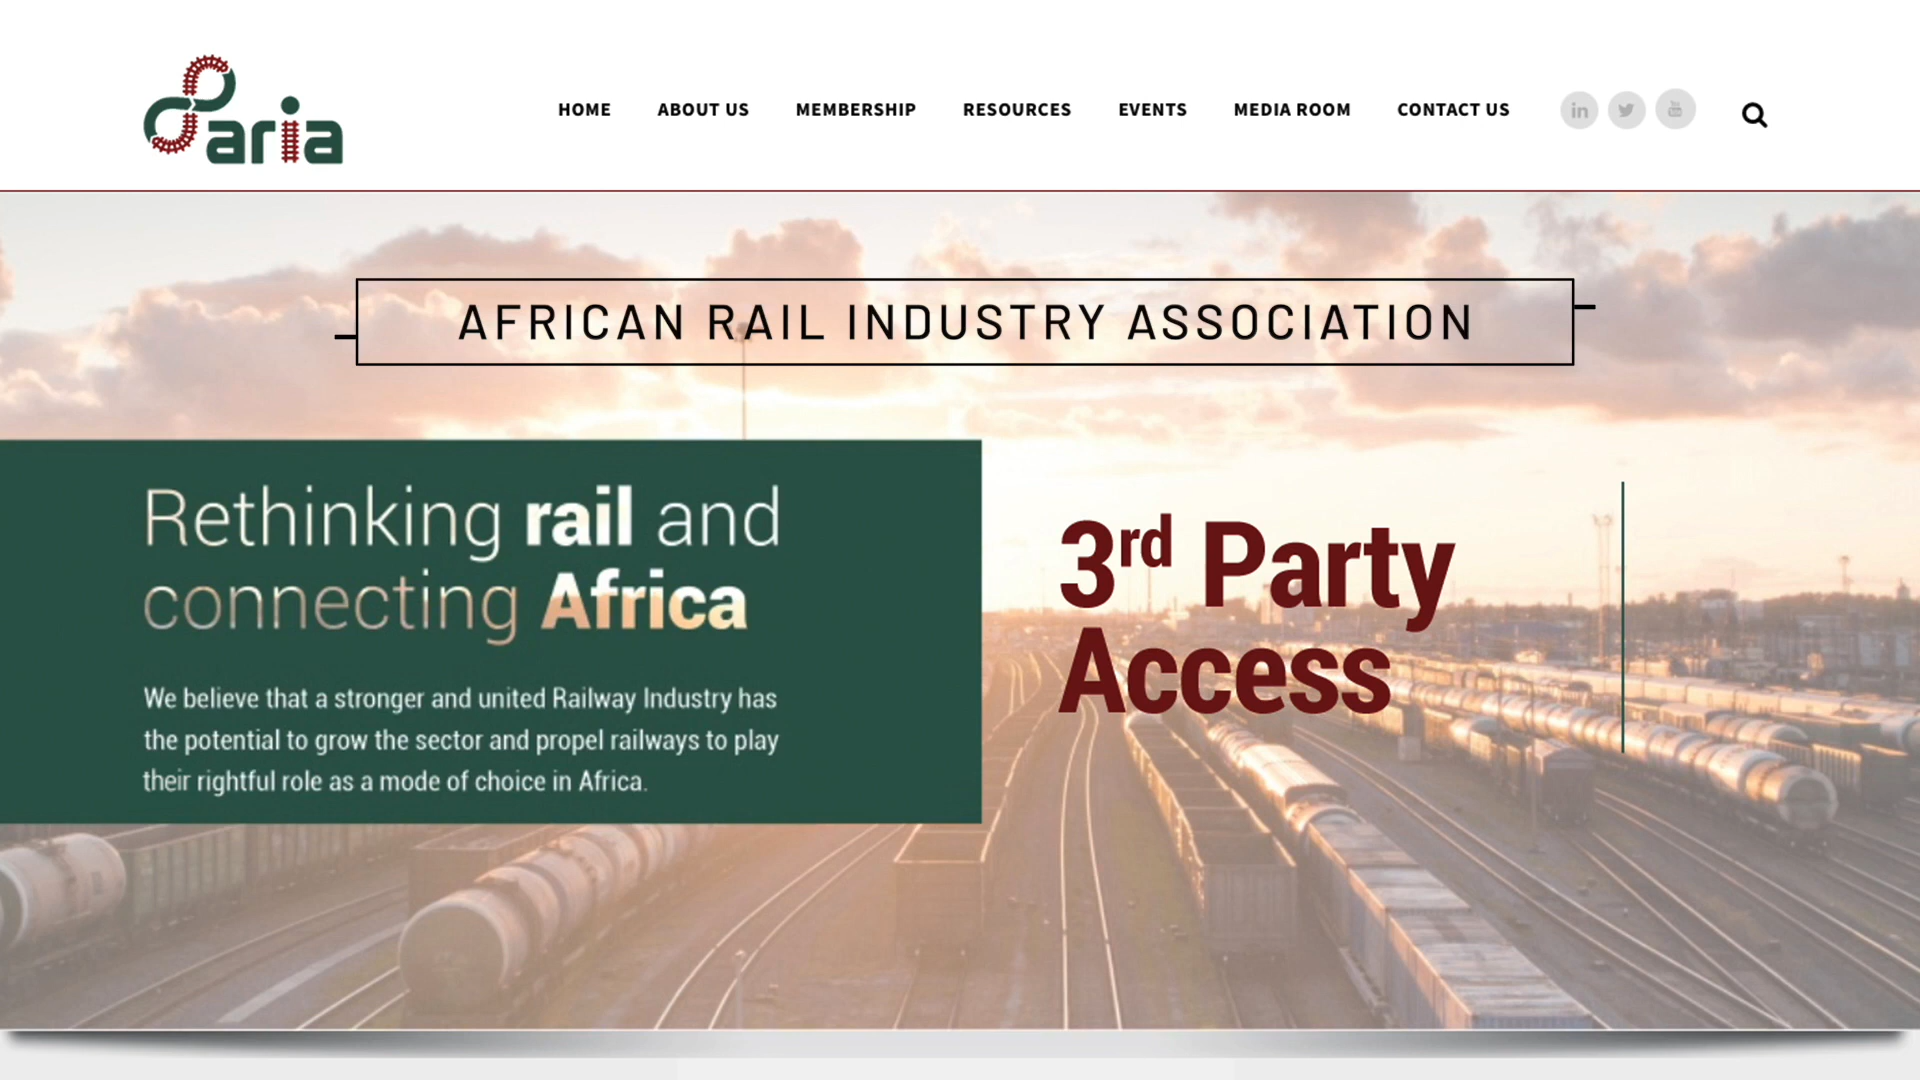 aria
HOME ABOUT US MEMBERSHIP RESOURCES EVENTS MEDIA ROOM CONTACT US
in
You
AFRICAN RAIL INDUSTRY ASSOCIATION
Rethinking rail and
connecting Africa
We believe that a stronger and united Railway Industry has
the potential to grow the sector and propel railways to play
their rightful role as a mode of choice in Africa.
3rd Party
Access